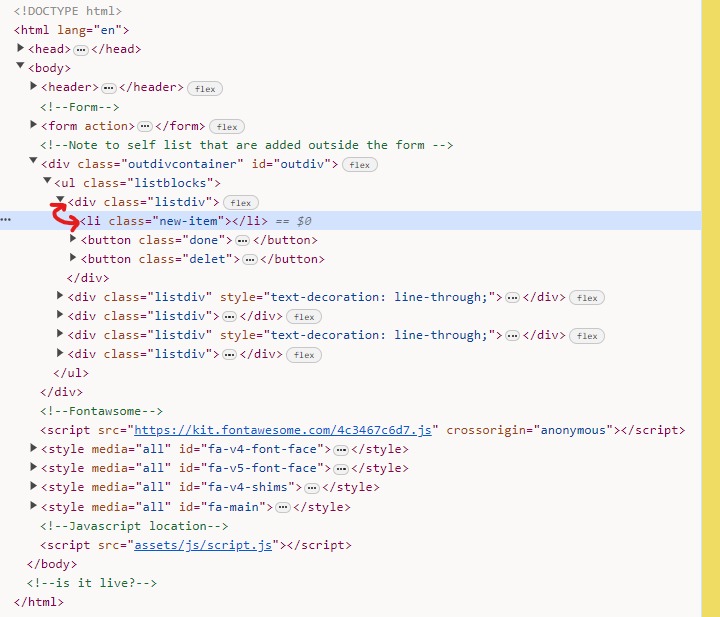 <!DOCTYPE html>
<html lang="en">
<head> ··· </head>
<body>
<header> ··· </header> flex
<!--Form-->
<form action> ··· </form> flex
<!--Note to self list that are added outside the form -->
<div class="outdivcontainer" id="outdiv"> flex
<ul class="listblocks">
<div class="listdiv"> flex
··· <li class="new-item"></li> == $0
<button class="done"> ··· </button>
<button class="delet"> ··· </button>
</div>
<div class="listdiv" style="text-decoration: line-through;"> ··· </div> flex
<div class="listdiv"> ··· </div> flex
<div class="listdiv" style="text-decoration: line-through;"> ··· </div> flex
<div class="listdiv"> ··· </div> flex
</ul>
</div>
<!--Fontawsome-->
<script src="https://kit.fontawesome.com/4c3467c6d7.js" crossorigin="anonymous"></script>
<style media="all" id="fa-v4-font-face"> ··· </style>
<style media="all" id="fa-v5-font-face"> ··· </style>
<style media="all" id="fa-v4-shims"> ··· </style>
<style media="all" id="fa-main"> ··· </style>
<!--Javascript location-->
<script src="assets/js/script.js"></script>
</body>
<!--is it live?-->
</html>